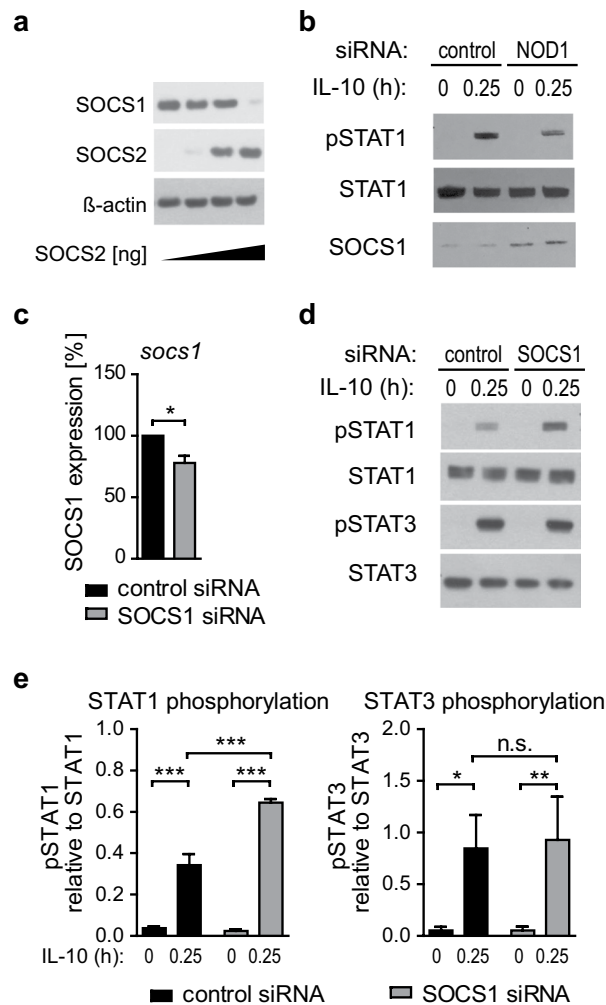 a
SOCS1
SOCS2
ß-actin
SOCS2 [ng]
b
siRNA: control NOD1
IL-10 (h): 0 0.25 0 0.25
pSTAT1
STAT1
SOCS1
c
socs1
SOCS1 expression [%]
150
100
50
0
*
control siRNA
SOCS1 siRNA
d
siRNA: control SOCS1
IL-10 (h): 0 0.25 0 0.25
pSTAT1
STAT1
pSTAT3
STAT3
e
STAT1 phosphorylation
pSTAT1
relative to STAT1
1.0
0.8
0.6
0.4
0.2
0
***
*** ***
IL-10 (h): 0 0.25 0 0.25
STAT3 phosphorylation
pSTAT3
relative to STAT3
2.0
1.5
1.0
0.5
0.0
n.s.
* **
0 0.25 0 0.25
control siRNA SOCS1 siRNA